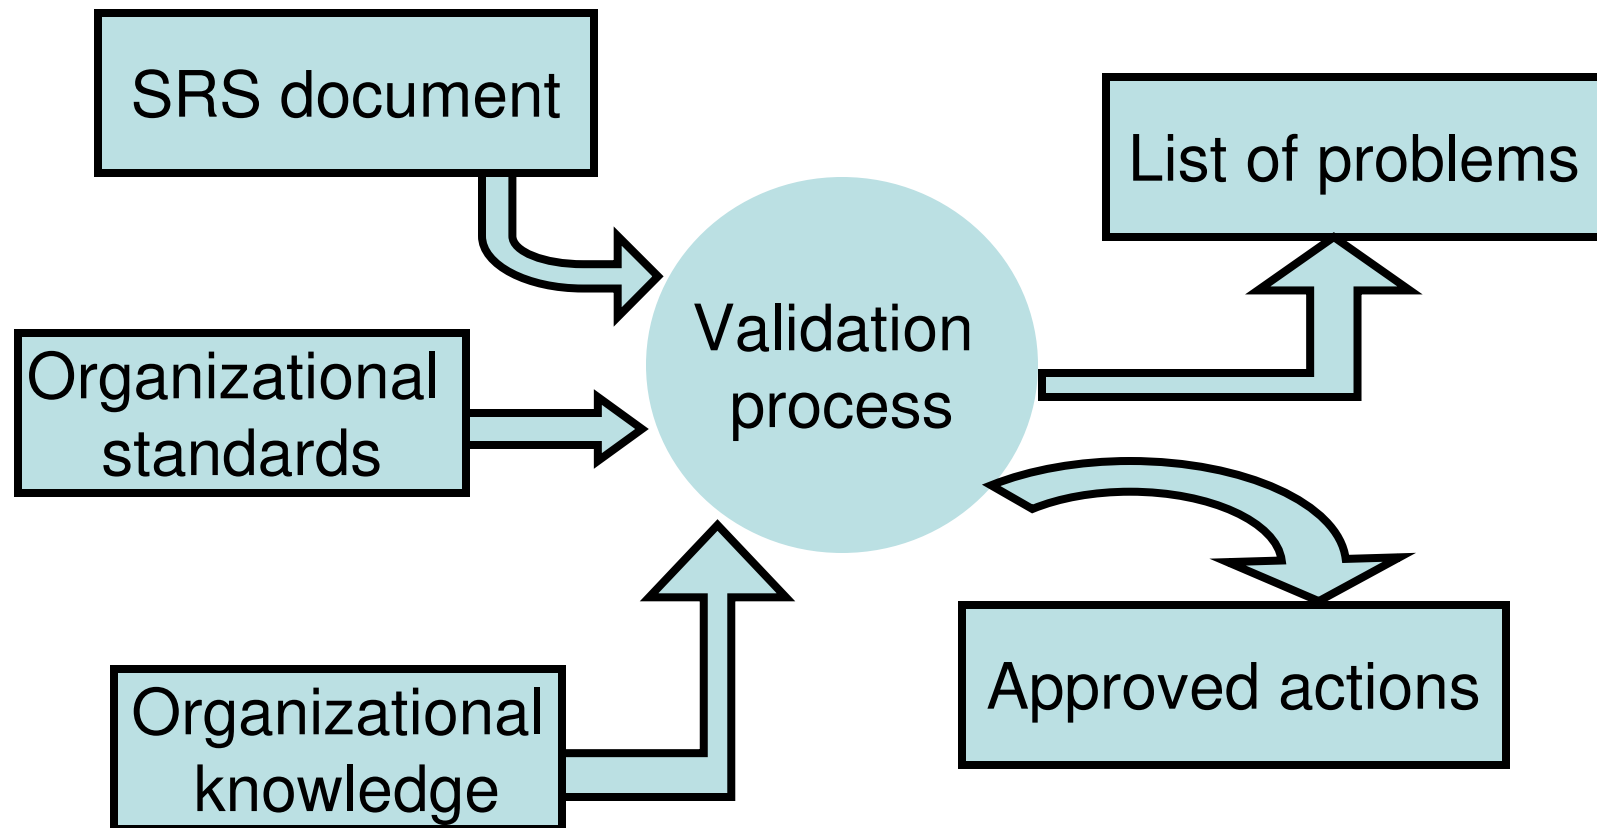 SRS document
List of problems
Validation
process
Organizational
standards
Approved actions
Organizational
knowledge